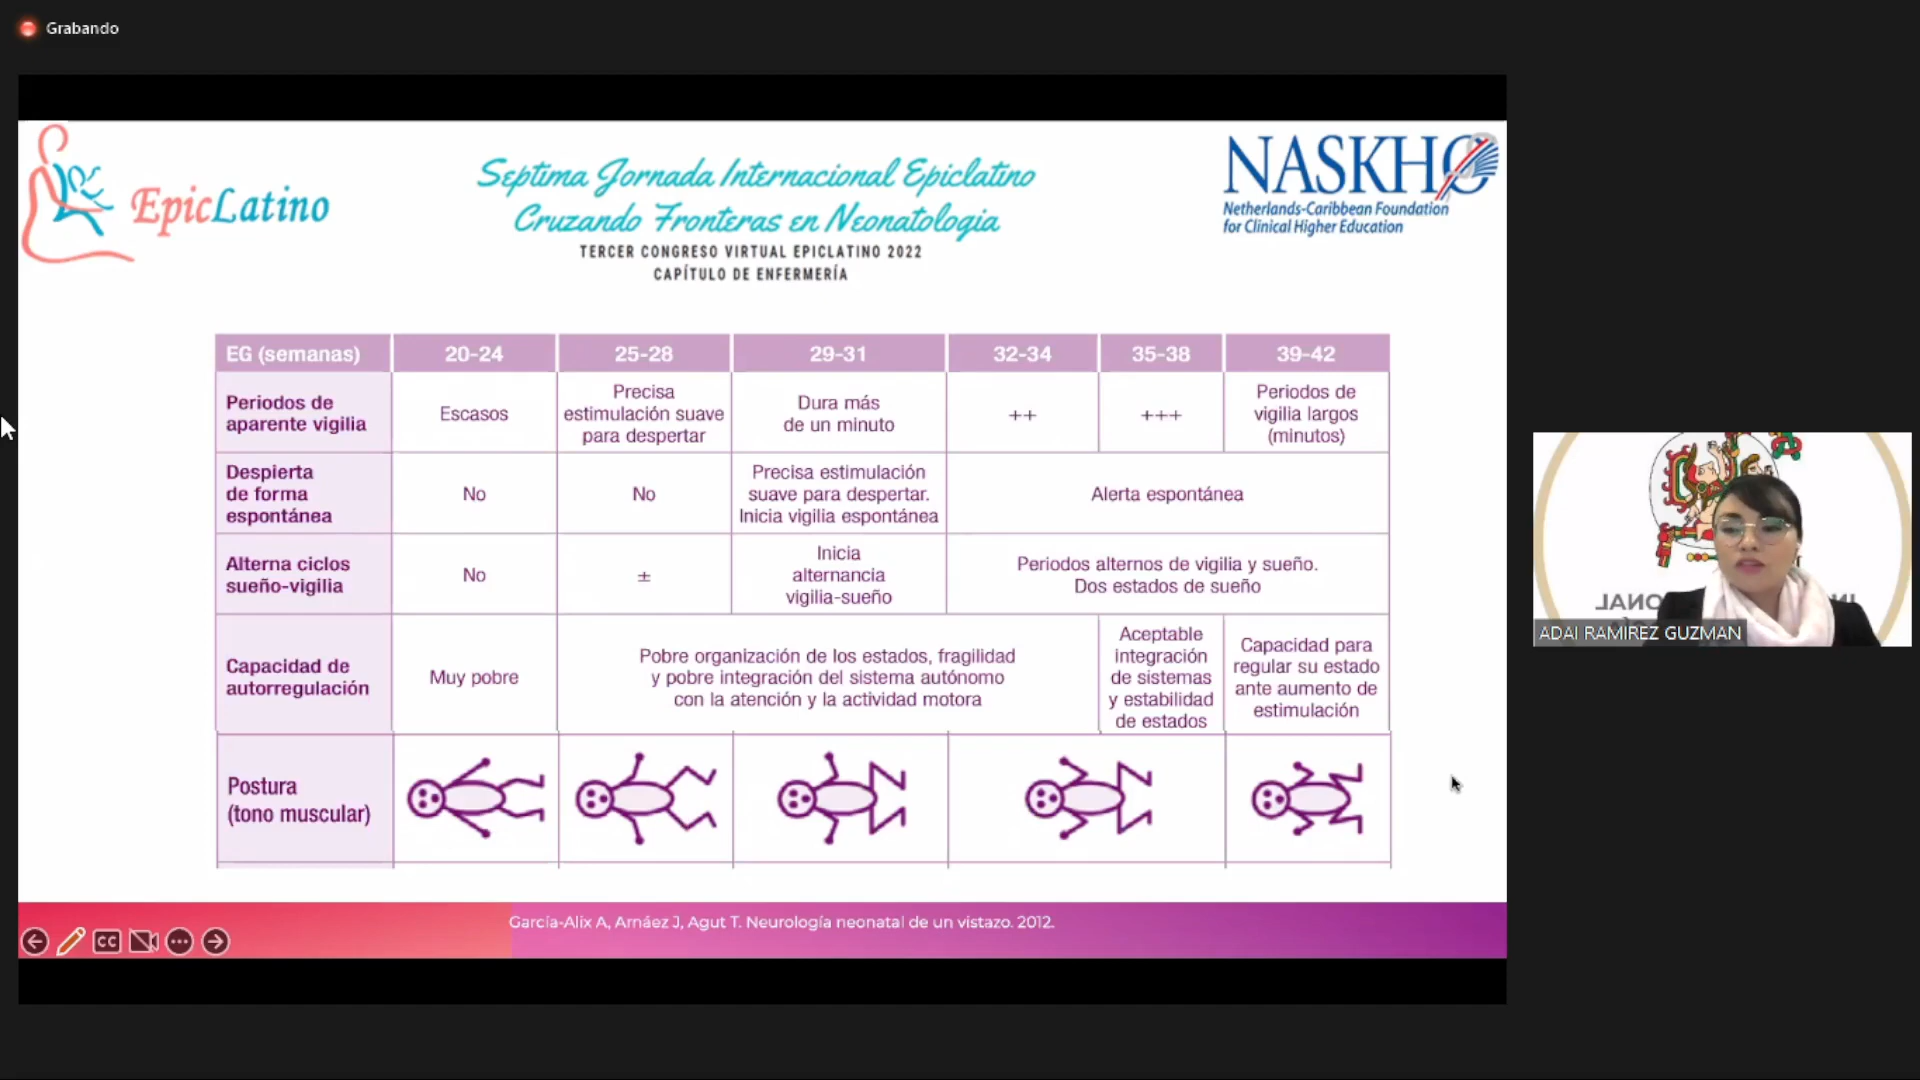 Grabando
EpicLatino
Septima Jornada Internacional Epiclatino
Cruzando Fronteras en Neonatologia
TERCER CONGRESO VIRTUAL EPICLATINO 2022
CAPÍTULO DE ENFERMERÍA
NASKHO
Netherlands-Caribbean Foundation
for Clinical Higher Education
EG (semanas) 20-24 25-28 29-31 32-34 35-38 39-42
Periodos de
aparente vigilia
Escasos
Precisa
estimulación suave
para despertar
Dura más
de un minuto
++
+++
Periodos de
vigilia largos
(minutos)
Despierta
de forma
espontánea
No
No
Precisa estimulación
suave para despertar.
Inicia vigilia espontánea
Alerta espontánea
Alterna ciclos
sueño-vigilia
No
±
Inicia
alternancia
vigilia-sueño
Periodos alternos de vigilia y sueño.
Dos estados de sueño
Capacidad de
autorregulación
Muy pobre
Pobre organización de los estados, fragilidad
y pobre integración del sistema autónomo
con la atención y la actividad motora
Aceptable
integración
de sistemas
y estabilidad
de estados
Capacidad para
regular su estado
ante aumento de
estimulación
Postura
(tono muscular)
García-Alix A, Arnáez J, Agut T. Neurología neonatal de un vistazo. 2012.
CC
ADAI RAMIREZ GUZMAN